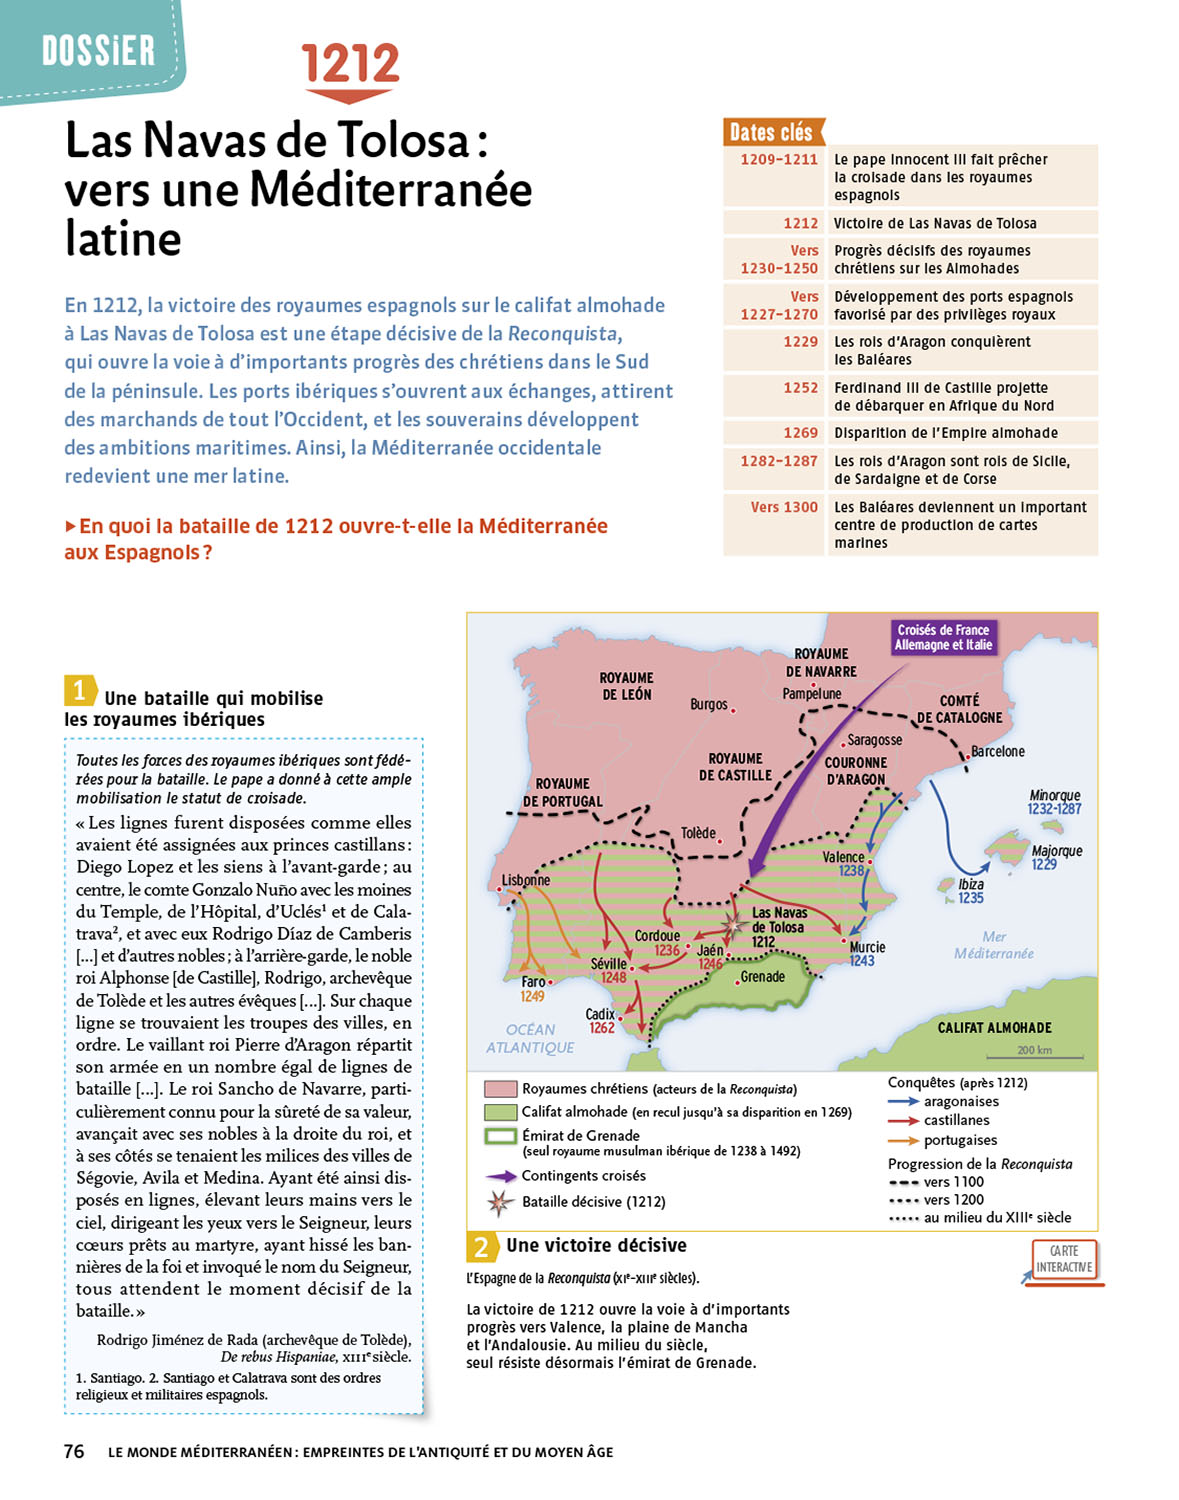 DOSSIER
1212
Las Navas de Tolosa :
vers une Méditerranée
latine
En 1212, la victoire des royaumes espagnols sur le califat almohade
à Las Navas de Tolosa est une étape décisive de la Reconquista,
qui ouvre la voie à d'importants progrès des chrétiens dans le Sud
de la péninsule. Les ports ibériques s'ouvrent aux échanges, attirent
des marchands de tout l'Occident, et les souverains développent
des ambitions maritimes. Ainsi, la Méditerranée occidentale
redevient une mer latine.
▶ En quoi la bataille de 1212 ouvre-t-elle la Méditerranée
aux Espagnols ?
Dates clés
1209-1211 Le pape Innocent III fait prêcher
la croisade dans les royaumes
espagnols
1212 Victoire de Las Navas de Tolosa
Vers Progrès décisifs des royaumes
1230-1250 chrétiens sur les Almohades
Vers Développement des ports espagnols
1227-1270 favorisé par des privilèges royaux
1229 Les rois d'Aragon conquièrent
les Baléares
1252 Ferdinand III de Castille projette
de débarquer en Afrique du Nord
1269 Disparition de l'Empire almohade
1282-1287 Les rois d'Aragon sont rois de Sicile,
de Sardaigne et de Corse
Vers 1300 Les Baléares deviennent un important
centre de production de cartes
marines
1 Une bataille qui mobilise
les royaumes ibériques
Toutes les forces des royaumes ibériques sont fédé-
rées pour la bataille. Le pape a donné à cette ample
mobilisation le statut de croisade.
« Les lignes furent disposées comme elles
avaient été assignées aux princes castillans :
Diego Lopez et les siens à l'avant-garde ; au
centre, le comte Gonzalo Nuño avec les moines
du Temple, de l'Hôpital, d'Uclés¹ et de Cala-
trava², et avec eux Rodrigo Díaz de Camberis
[...] et d'autres nobles ; à l'arrière-garde, le noble
roi Alphonse [de Castille], Rodrigo, archevêque
de Tolède et les autres évêques [...]. Sur chaque
ligne se trouvaient les troupes des villes, en
ordre. Le vaillant roi Pierre d'Aragon répartit
son armée en un nombre égal de lignes de
bataille [...]. Le roi Sancho de Navarre, parti-
culièrement connu pour la sûreté de sa valeur,
avançait avec ses nobles à la droite du roi, et
à ses côtés se tenaient les milices des villes de
Ségovie, Avila et Medina. Ayant été ainsi dis-
posés en lignes, élevant leurs mains vers le
ciel, dirigeant les yeux vers le Seigneur, leurs
cœurs prêts au martyre, ayant hissé les ban-
nières de la foi et invoqué le nom du Seigneur,
tous attendent le moment décisif de la
bataille. »
Rodrigo Jiménez de Rada (archevêque de Tolède),
De rebus Hispaniae, XIIIe siècle.
1. Santiago. 2. Santiago et Calatrava sont des ordres
religieux et militaires espagnols.
Croisés de France
Allemagne et Italie
ROYAUME
DE NAVARRE
Pampelune
ROYAUME
DE LEÓN
Burgos
COMTÉ
DE CATALOGNE
Saragosse
Barcelone
ROYAUME
DE CASTILLE
COURONNE
D'ARAGON
ROYAUME
DE PORTUGAL
Minorque
1232-1287
Tolède
Majorque
1229
Valence
1238
Lisbonne
Ibiza
1235
Las Navas
de Tolosa
1212
Cordoue
1236
Jaén
1246
Murcie
1243
Mer
Méditerranée
Séville
1248
Grenade
Faro
1249
Cadix
1262
OCÉAN
ATLANTIQUE
CALIFAT ALMOHADE
200 km
Royaumes chrétiens (acteurs de la Reconquista)
Califat almohade (en recul jusqu'à sa disparition en 1269)
Émirat de Grenade
(seul royaume musulman ibérique de 1238 à 1492)
Contingents croisés
Bataille décisive (1212)
Conquêtes (après 1212)
aragonaises
castillanes
portugaises
Progression de la Reconquista
vers 1100
vers 1200
au milieu du XIIIe siècle
2 Une victoire décisive
L'Espagne de la Reconquista (XIe-XIIIe siècles).
La victoire de 1212 ouvre la voie à d'importants
progrès vers Valence, la plaine de Mancha
et l'Andalousie. Au milieu du siècle,
seul résiste désormais l'émirat de Grenade.
CARTE
INTERACTIVE
76 LE MONDE MÉDITERRANÉEN : EMPREINTES DE L'ANTIQUITÉ ET DU MOYEN ÂGE